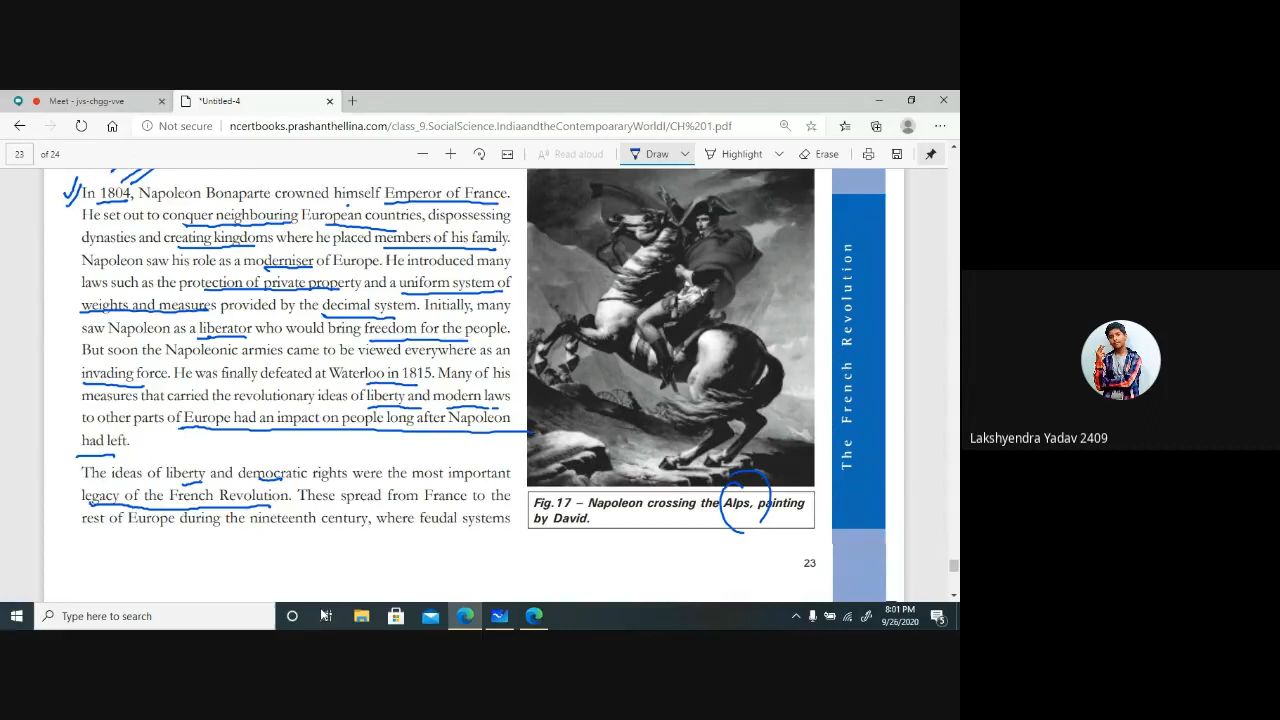 Meet - jvs-chgg-vve
*Untitled-4
Not secure
ncertbooks.prashanthellina.com/class_9.SocialScience.IndiaandtheContempoararyWorldI/CH%201.pdf
23 of 24
Read aloud
Draw
Highlight
Erase
In 1804, Napoleon Bonaparte crowned himself Emperor of France.
He set out to conquer neighbouring European countries, dispossessing
dynasties and creating kingdoms where he placed members of his family.
Napoleon saw his role as a moderniser of Europe. He introduced many
laws such as the protection of private property and a uniform system of
weights and measures provided by the decimal system. Initially, many
saw Napoleon as a liberator who would bring freedom for the people.
But soon the Napoleonic armies came to be viewed everywhere as an
invading force. He was finally defeated at Waterloo in 1815. Many of his
measures that carried the revolutionary ideas of liberty and modern laws
to other parts of Europe had an impact on people long after Napoleon
had left.
The ideas of liberty and democratic rights were the most important
legacy of the French Revolution. These spread from France to the
rest of Europe during the nineteenth century, where feudal systems
Fig.17 – Napoleon crossing the Alps, painting
by David.
The French Revolution
23
Lakshyendra Yadav 2409
Type here to search
8:01 PM
9/26/2020
5